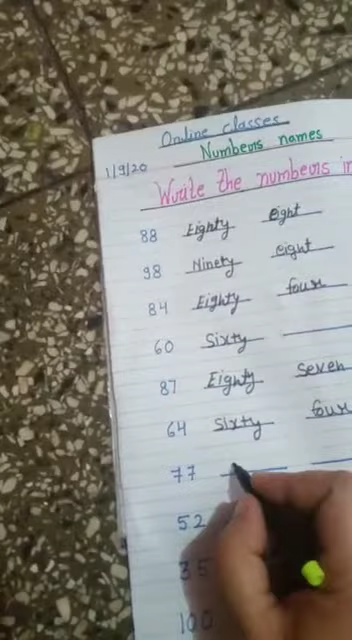 Online classes
1/9/20 Numbers names
Write the numbers in
88 Eighty eight
98 Ninety eight
84 Eighty four
60 Sixty
87 Eighty seven
64 Sixty four
77
52
35
100